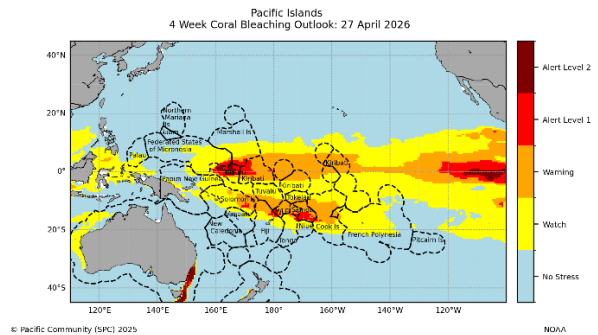 Pacific Islands
4 Week Coral Bleaching Outlook: 27 April 2026
40°N
20°N
0°
20°S
40°S
120°E
140°E
160°E
180°
160°W
140°W
120°W
Northern
Mariana
Is
Guam
Palau
Federated States
of Micronesia
Marshall Is
Nauru
Kiribati
Kiribati
Kiribati
Papua New Guinea
Solomon Is
Tuvalu
Tokelau
Vanuatu
New
Caledonia
Fiji
Tonga
Niue
Cook Is
French Polynesia
Pitcairn Is
Alert Level 2
Alert Level 1
Warning
Watch
No Stress
© Pacific Community (SPC) 2025
NOAA